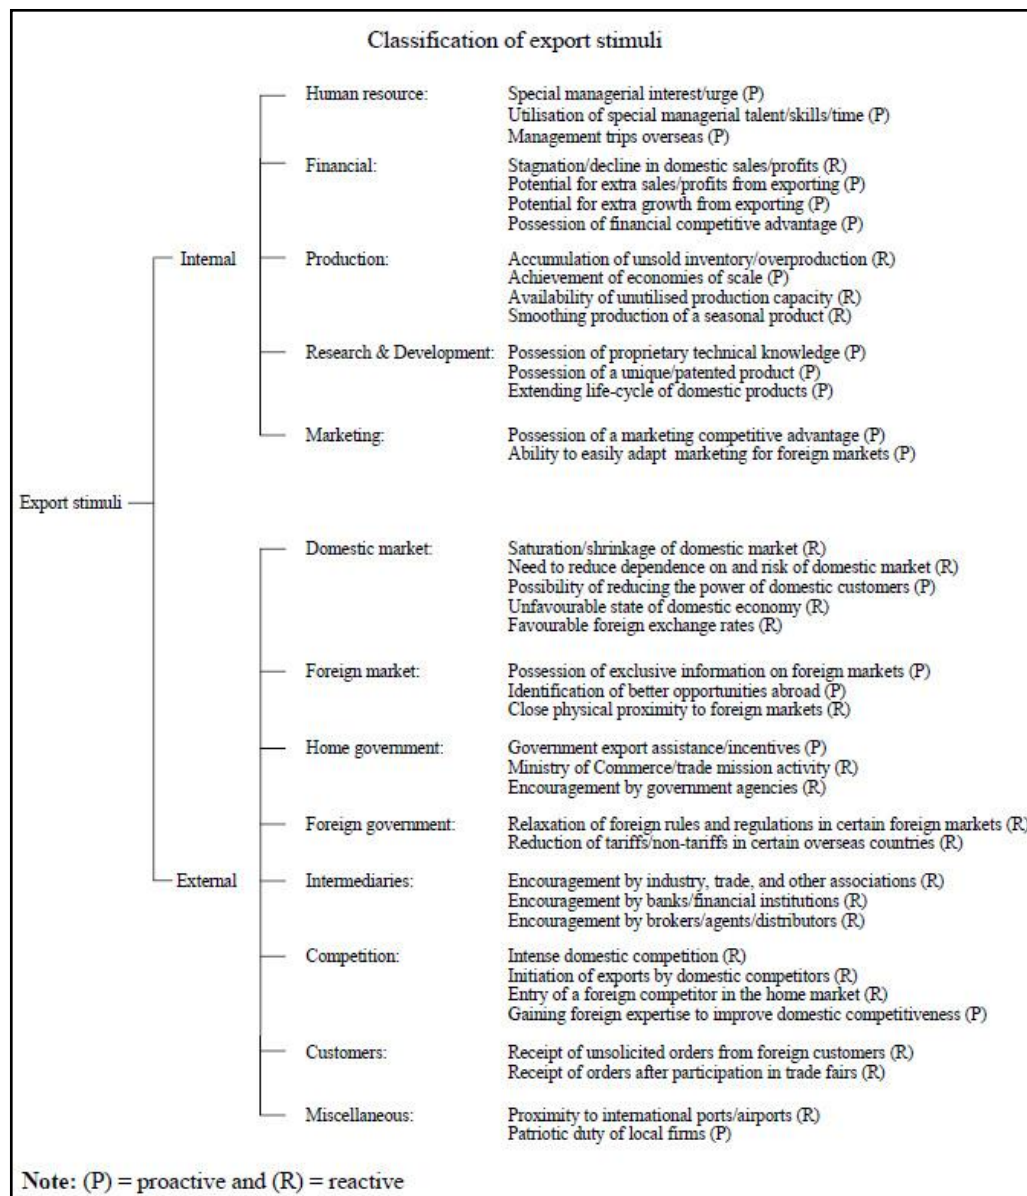 Classification of export stimuli
Human resource: Special managerial interest/urge (P)
Utilisation of special managerial talent/skills/time (P)
Management trips overseas (P)
Financial: Stagnation/decline in domestic sales/profits (R)
Potential for extra sales/profits from exporting (P)
Potential for extra growth from exporting (P)
Possession of financial competitive advantage (P)
Internal Production: Accumulation of unsold inventory/overproduction (R)
Achievement of economies of scale (P)
Availability of unutilised production capacity (R)
Smoothing production of a seasonal product (R)
Research & Development: Possession of proprietary technical knowledge (P)
Possession of a unique/patented product (P)
Extending life-cycle of domestic products (P)
Marketing: Possession of a marketing competitive advantage (P)
Ability to easily adapt marketing for foreign markets (P)
Export stimuli
Domestic market: Saturation/shrinkage of domestic market (R)
Need to reduce dependence on and risk of domestic market (R)
Possibility of reducing the power of domestic customers (P)
Unfavourable state of domestic economy (R)
Favourable foreign exchange rates (R)
Foreign market: Possession of exclusive information on foreign markets (P)
Identification of better opportunities abroad (P)
Close physical proximity to foreign markets (R)
Home government: Government export assistance/incentives (P)
Ministry of Commerce/trade mission activity (R)
Encouragement by government agencies (R)
Foreign government: Relaxation of foreign rules and regulations in certain foreign markets (R)
Reduction of tariffs/non-tariffs in certain overseas countries (R)
External Intermediaries: Encouragement by industry, trade, and other associations (R)
Encouragement by banks/financial institutions (R)
Encouragement by brokers/agents/distributors (R)
Competition: Intense domestic competition (R)
Initiation of exports by domestic competitors (R)
Entry of a foreign competitor in the home market (R)
Gaining foreign expertise to improve domestic competitiveness (P)
Customers: Receipt of unsolicited orders from foreign customers (R)
Receipt of orders after participation in trade fairs (R)
Miscellaneous: Proximity to international ports/airports (R)
Patriotic duty of local firms (P)
Note: (P) = proactive and (R) = reactive